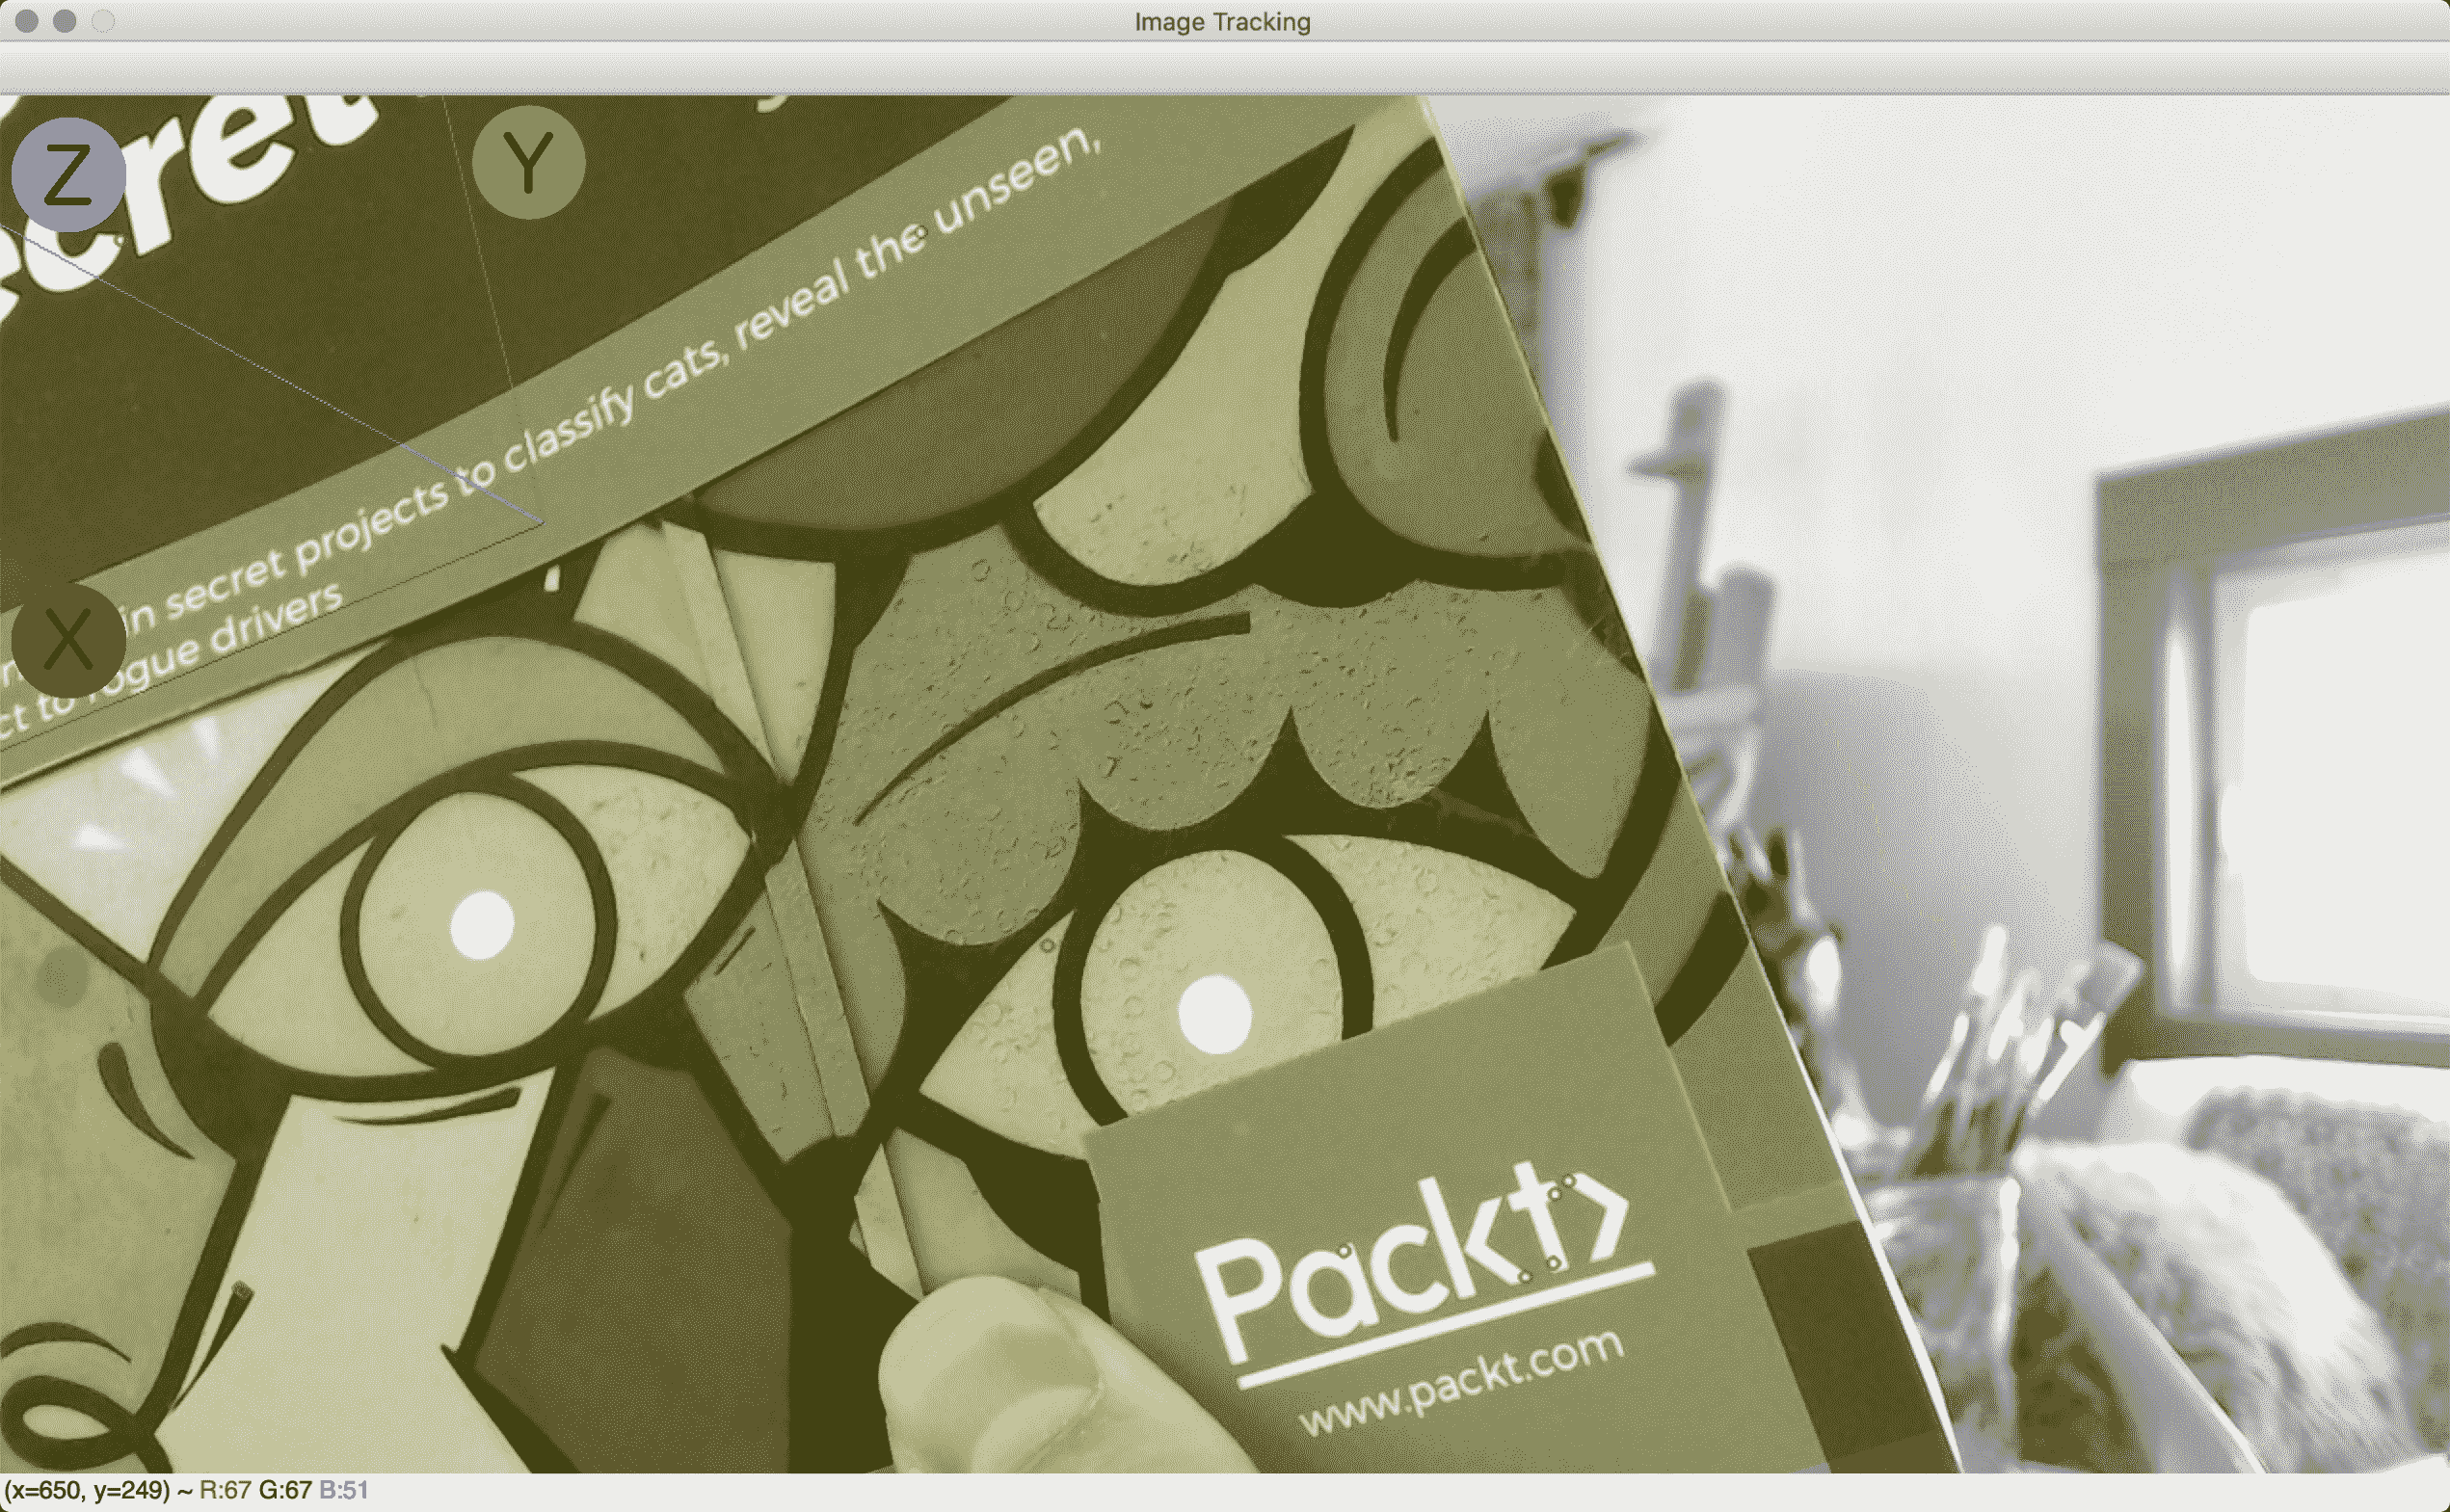 Image Tracking
ecret
Z
Y
in secret projects to classify cats, reveal the unseen,
X
ct to rogue drivers
Packt>
www.packt.com
(x=650, y=249) ~ R:67 G:67 B:51